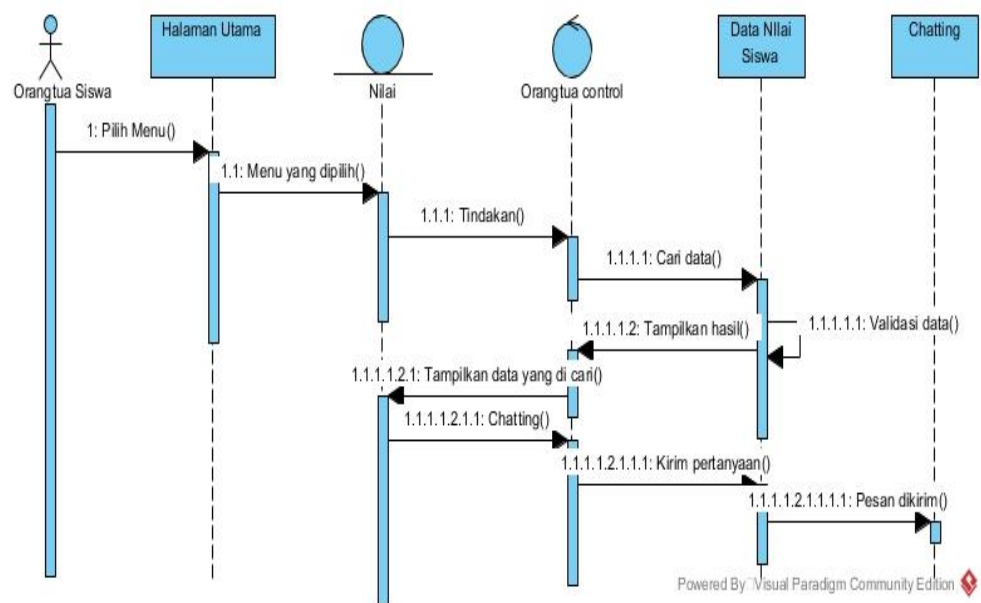 Halaman Utama
Data NIlai
Siswa
Chatting
Orangtua Siswa
Nilai
Orangtua control
1: Pilih Menu()
1.1: Menu yang dipilih()
1.1.1: Tindakan()
1.1.1.1: Cari data()
1.1.1.1.1: Validasi data()
1.1.1.1.2: Tampilkan hasil()
1.1.1.1.2.1: Tampilkan data yang di cari()
1.1.1.1.2.1.1: Chatting()
1.1.1.1.2.1.1.1: Kirim pertanyaan()
1.1.1.1.2.1.1.1.1: Pesan dikirim()
Powered By Visual Paradigm Community Edition